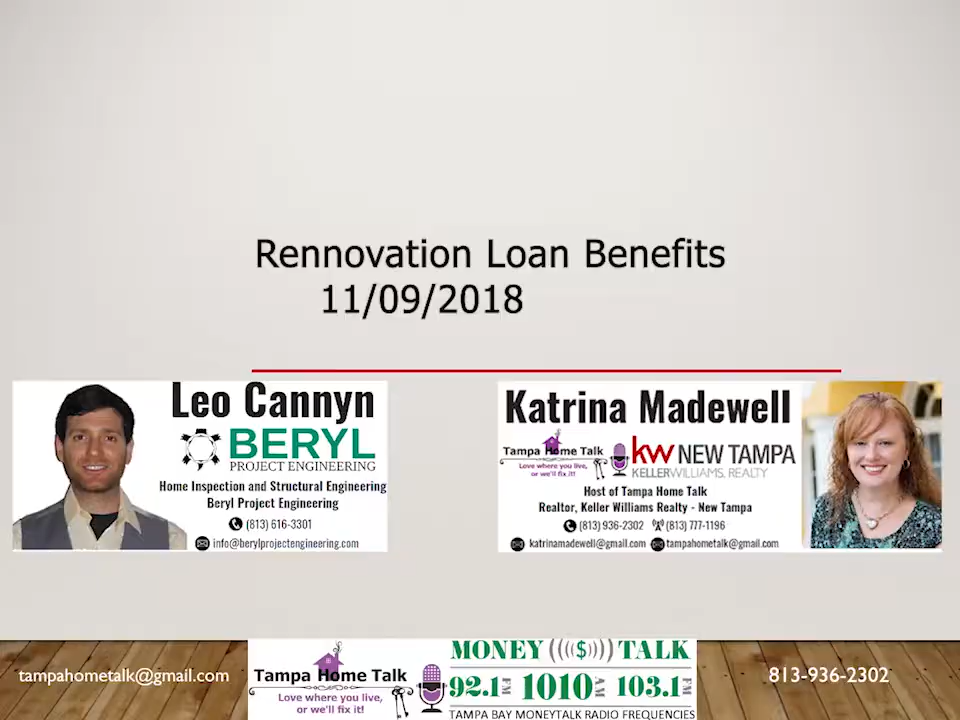 Rennovation Loan Benefits
11/09/2018
Leo Cannyn
BERYL
PROJECT ENGINEERING
Home Inspection and Structural Engineering
Beryl Project Engineering
(813) 616-3301
info@berylprojectengineering.com
Katrina Madewell
Tampa Home Talk
Love where you live,
or we'll fix it!
kw NEW TAMPA
KELLERWILLIAMS. REALTY
Host of Tampa Home Talk
Realtor, Keller Williams Realty - New Tampa
(813) 936-2302 (813) 777-1196
katrinamadewell@gmail.com tampahometalk@gmail.com
tampahometalk@gmail.com
Tampa Home Talk
Love where you live,
or we'll fix it!
MONEY (((($)))) TALK
92.1 FM 1010 AM 103.1 FM
TAMPA BAY MONEYTALK RADIO FREQUENCIES
813-936-2302